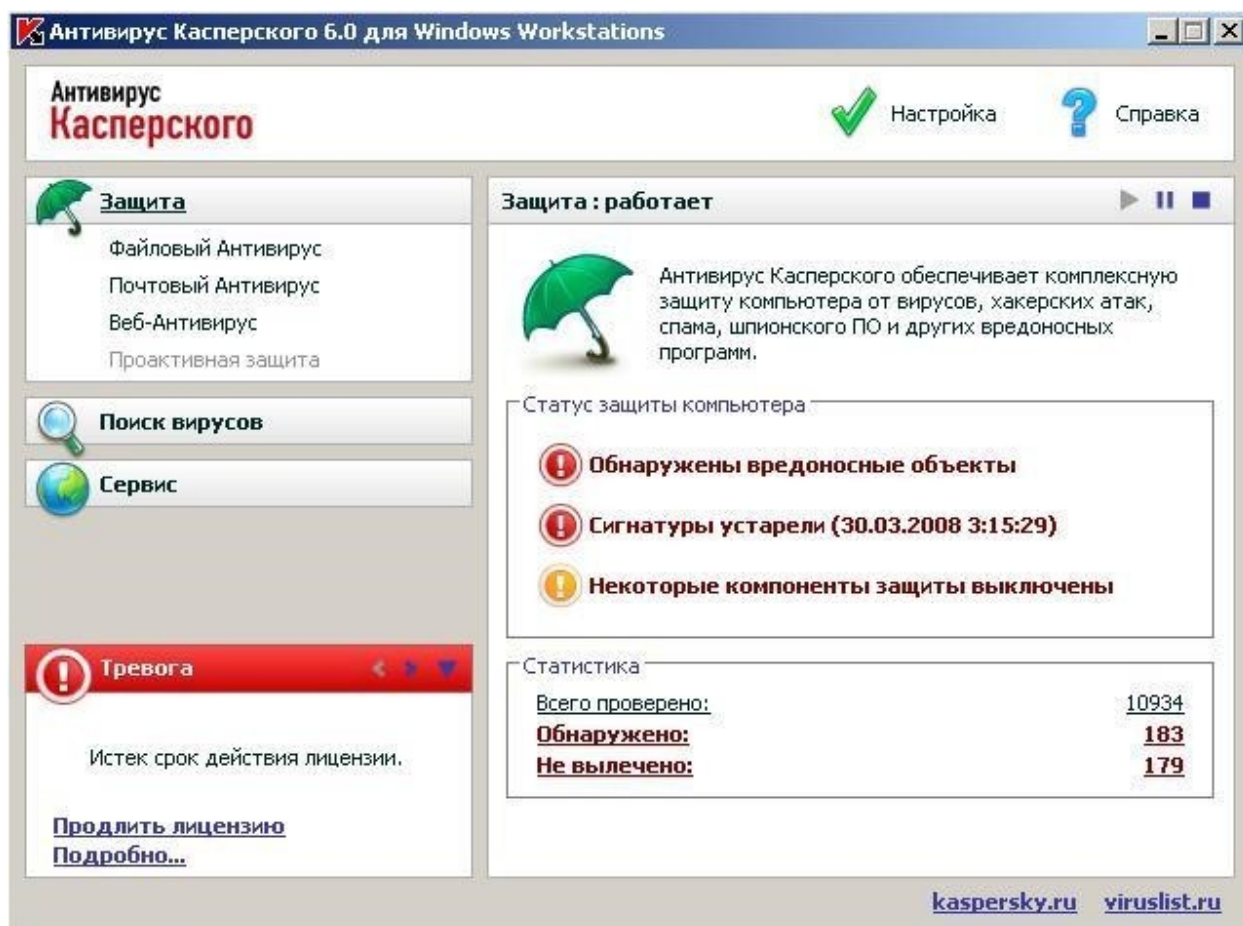 Антивирус Касперского 6.0 для Windows Workstations
Антивирус
Касперского
Настройка
Справка
Защита
Файловый Антивирус
Почтовый Антивирус
Веб-Антивирус
Проактивная защита
Поиск вирусов
Сервис
Тревога
Истек срок действия лицензии.
Продлить лицензию
Подробно...
Защита : работает
Антивирус Касперского обеспечивает комплексную
защиту компьютера от вирусов, хакерских атак,
спама, шпионского ПО и других вредоносных
программ.
Статус защиты компьютера
Обнаружены вредоносные объекты
Сигнатуры устарели (30.03.2008 3:15:29)
Некоторые компоненты защиты выключены
Статистика
Всего проверено: 10934
Обнаружено: 183
Не вылечено: 179
kaspersky.ru viruslist.ru